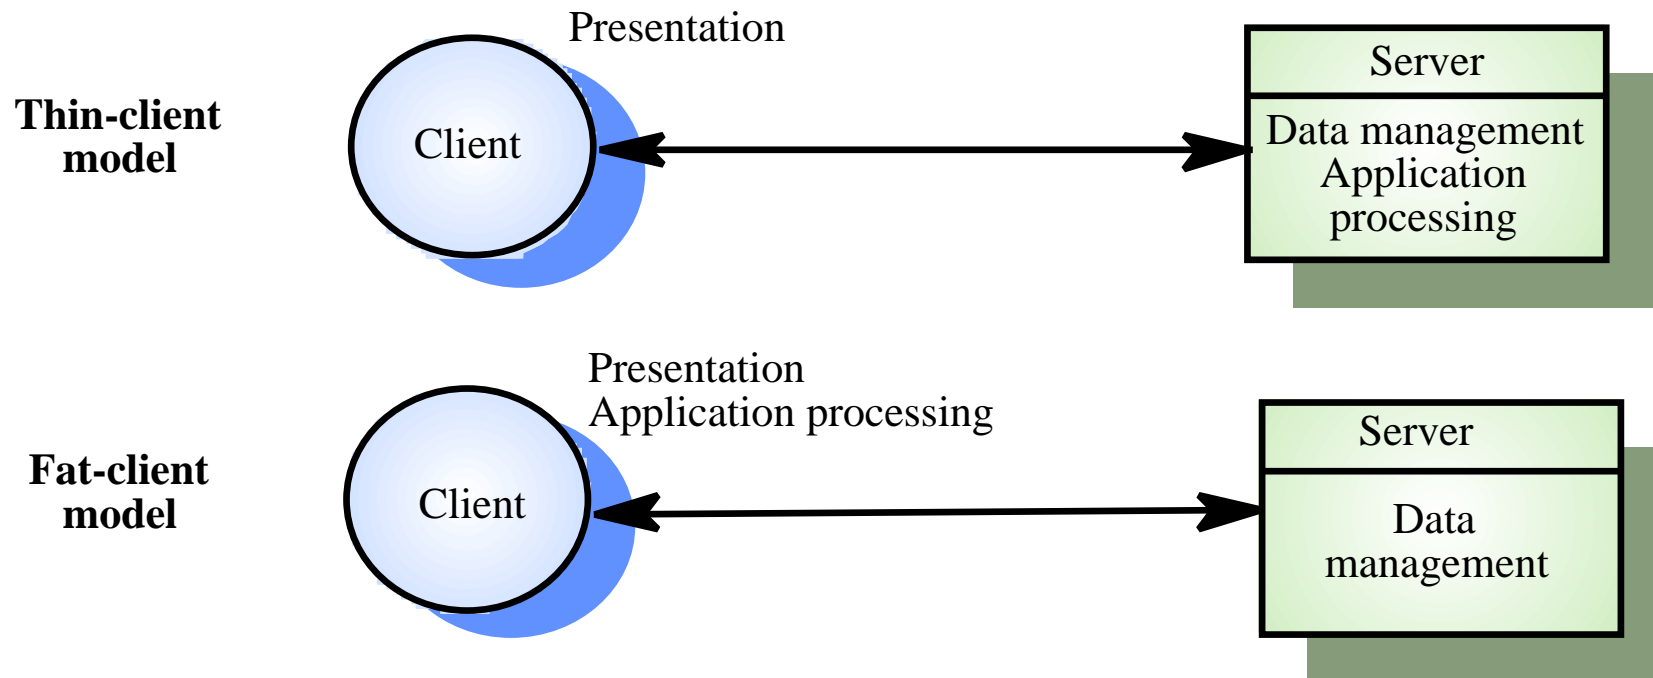 Presentation
Thin-client
model
Client
Server
Data management
Application
processing
Presentation
Application processing
Fat-client
model
Client
Server
Data
management